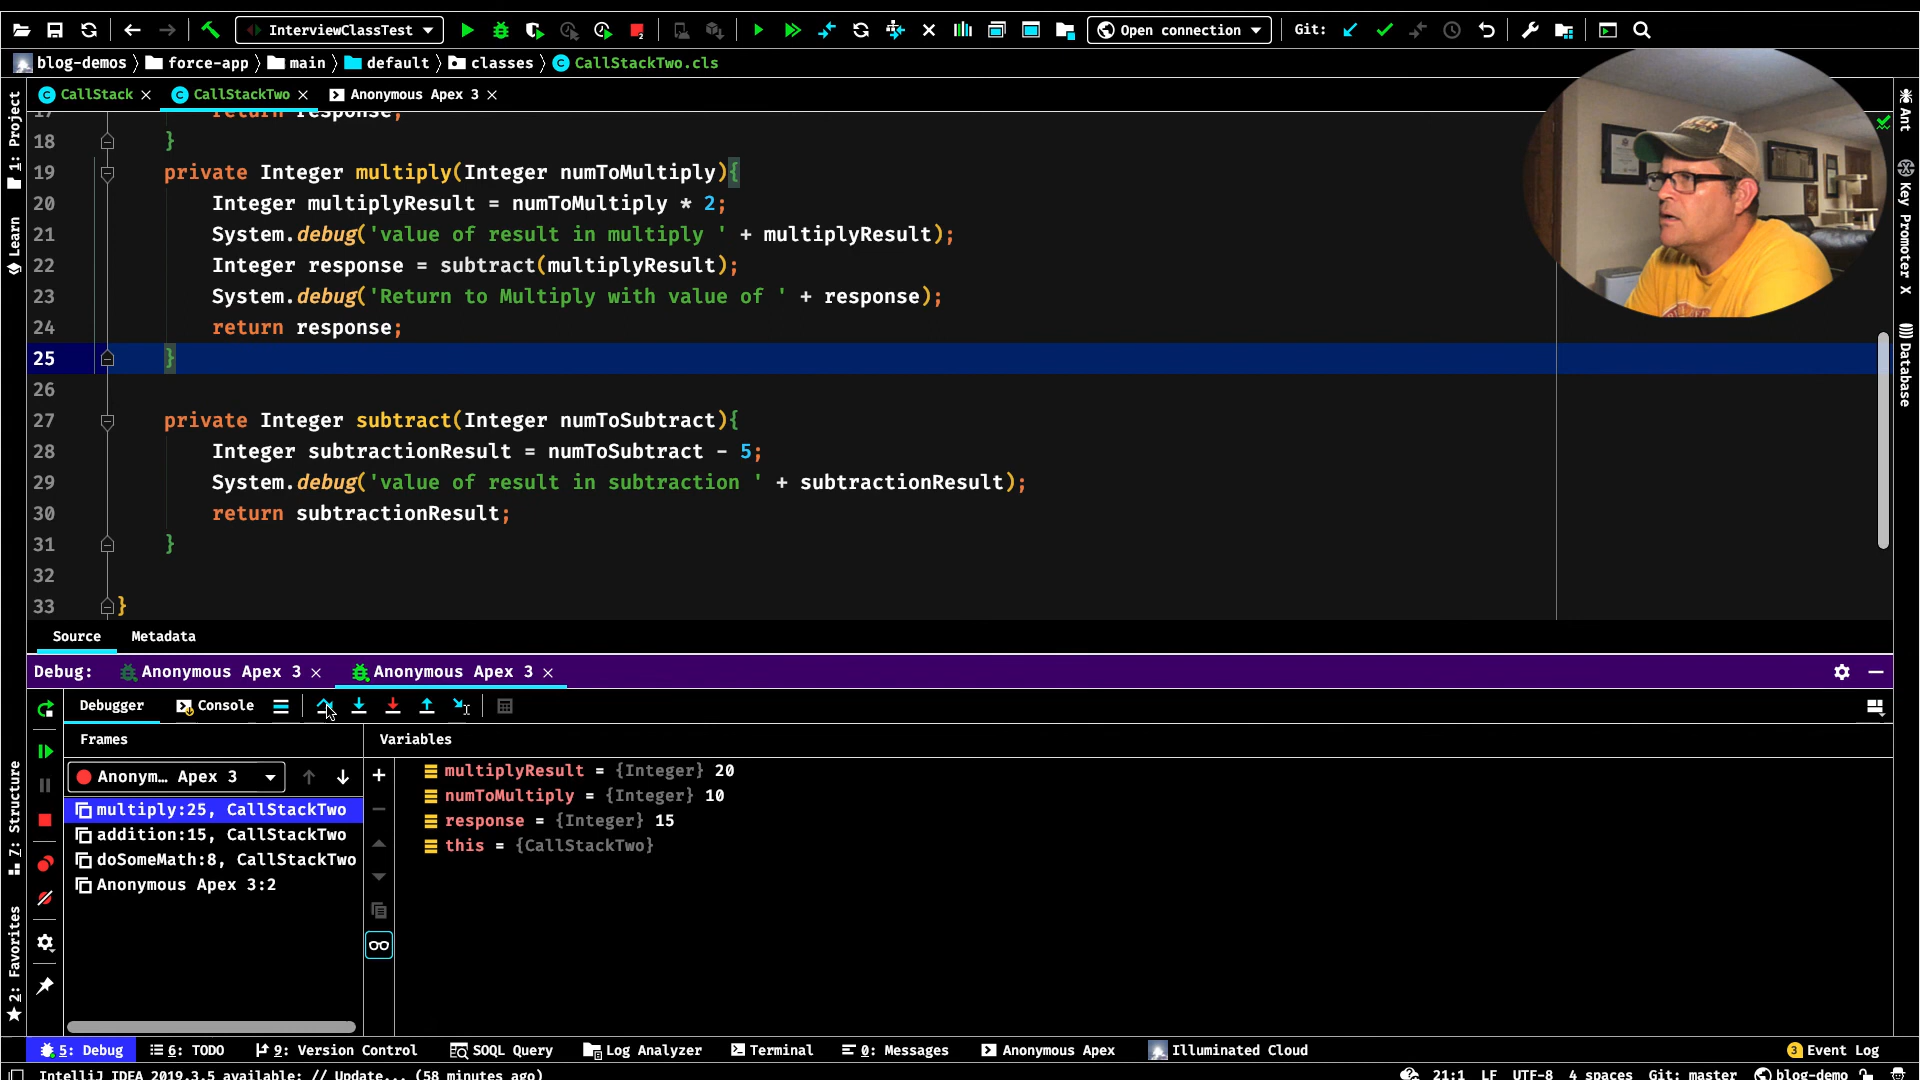 InterviewClassTest
Open connection
Git:
blog-demos
force-app
main
default
classes
CallStackTwo.cls
CallStack
CallStackTwo
Anonymous Apex 3
1: Project
Learn
7: Structure
2: Favorites
Ant
Key Promoter X
Database
return response;
18 }
19 private Integer multiply(Integer numToMultiply){
20 Integer multiplyResult = numToMultiply * 2;
21 System.debug('value of result in multiply ' + multiplyResult);
22 Integer response = subtract(multiplyResult);
23 System.debug('Return to Multiply with value of ' + response);
24 return response;
25 }
26
27 private Integer subtract(Integer numToSubtract){
28 Integer subtractionResult = numToSubtract - 5;
29 System.debug('value of result in subtraction ' + subtractionResult);
30 return subtractionResult;
31 }
32
33 }
Source Metadata
Debug: Anonymous Apex 3 Anonymous Apex 3
Debugger Console
Frames
Variables
Anonym... Apex 3
multiply:25, CallStackTwo
addition:15, CallStackTwo
doSomeMath:8, CallStackTwo
Anonymous Apex 3:2
multiplyResult = {Integer} 20
numToMultiply = {Integer} 10
response = {Integer} 15
this = {CallStackTwo}
5: Debug
6: TODO
9: Version Control
SOQL Query
Log Analyzer
Terminal
0: Messages
Anonymous Apex
Illuminated Cloud
3 Event Log
IntelliJ IDEA 2019.3.5 available: // Update... (58 minutes ago)
21:1 LF UTF-8 4 spaces Git: master blog-demo